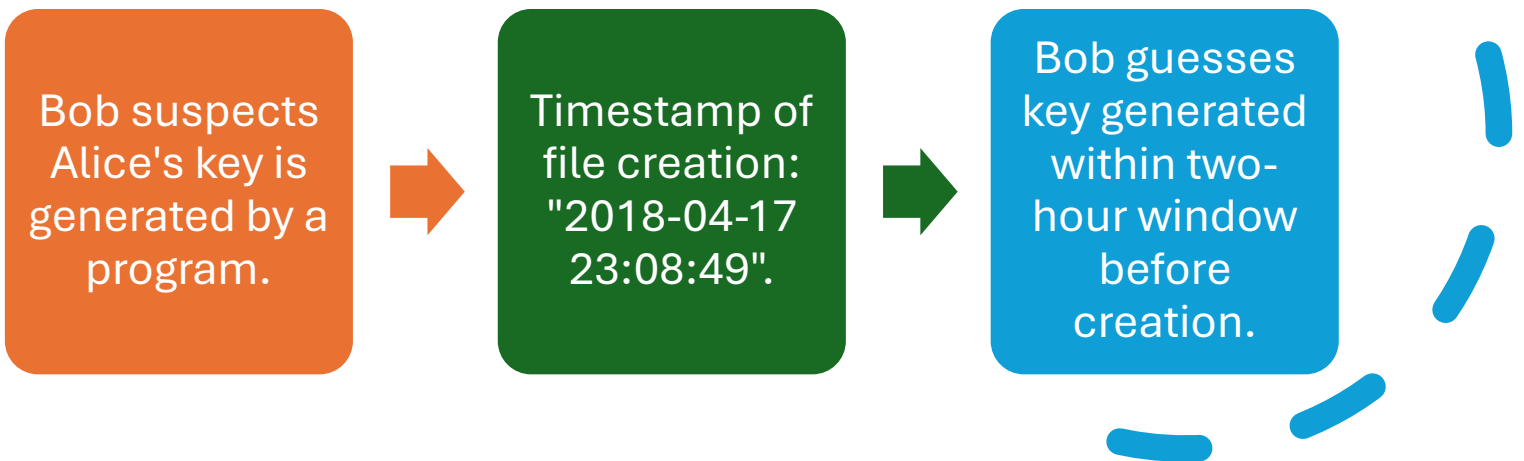 Bob suspects
Alice's key is
generated by a
program.
Timestamp of
file creation:
"2018-04-17
23:08:49".
Bob guesses
key generated
within two-
hour window
before
creation.